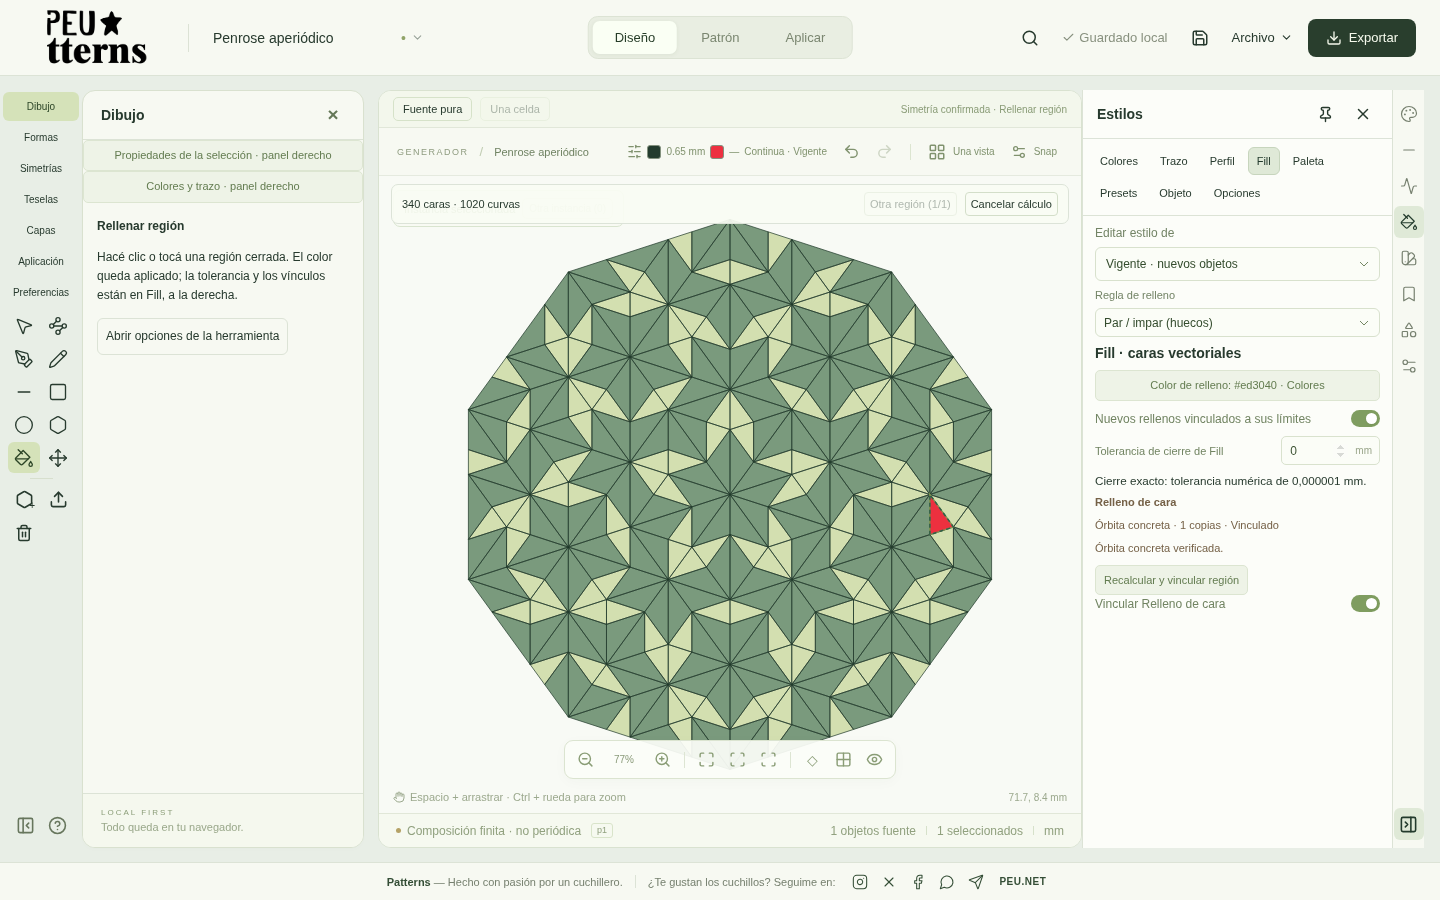 PEU★
tterns
Penrose aperiódico
Diseño
Patrón
Aplicar
Guardado local
Archivo
Exportar
Dibujo
Formas
Simetrías
Teselas
Capas
Aplicación
Preferencias
Dibujo
Propiedades de la selección · panel derecho
Colores y trazo · panel derecho
Rellenar región
Hacé clic o tocá una región cerrada. El color
queda aplicado; la tolerancia y los vínculos
están en Fill, a la derecha.
Abrir opciones de la herramienta
LOCAL FIRST
Todo queda en tu navegador.
Fuente pura
Una celda
Simetría confirmada · Rellenar región
GENERADOR / Penrose aperiódico
0.65 mm
— Continua · Vigente
Una vista
Snap
340 caras · 1020 curvas
Otra región (1/1)
Cancelar cálculo
77%
Espacio + arrastrar · Ctrl + rueda para zoom
71.7, 8.4 mm
Composición finita · no periódica
p1
1 objetos fuente
1 seleccionados
mm
Estilos
Colores
Trazo
Perfil
Fill
Paleta
Presets
Objeto
Opciones
Editar estilo de
Vigente · nuevos objetos
Regla de relleno
Par / impar (huecos)
Fill · caras vectoriales
Color de relleno: #ed3040 · Colores
Nuevos rellenos vinculados a sus límites
Tolerancia de cierre de Fill
0
mm
Cierre exacto: tolerancia numérica de 0,000001 mm.
Relleno de cara
Órbita concreta · 1 copias · Vinculado
Órbita concreta verificada.
Recalcular y vincular región
Vincular Relleno de cara
Patterns — Hecho con pasión por un cuchillero.
¿Te gustan los cuchillos? Seguime en:
PEU.NET